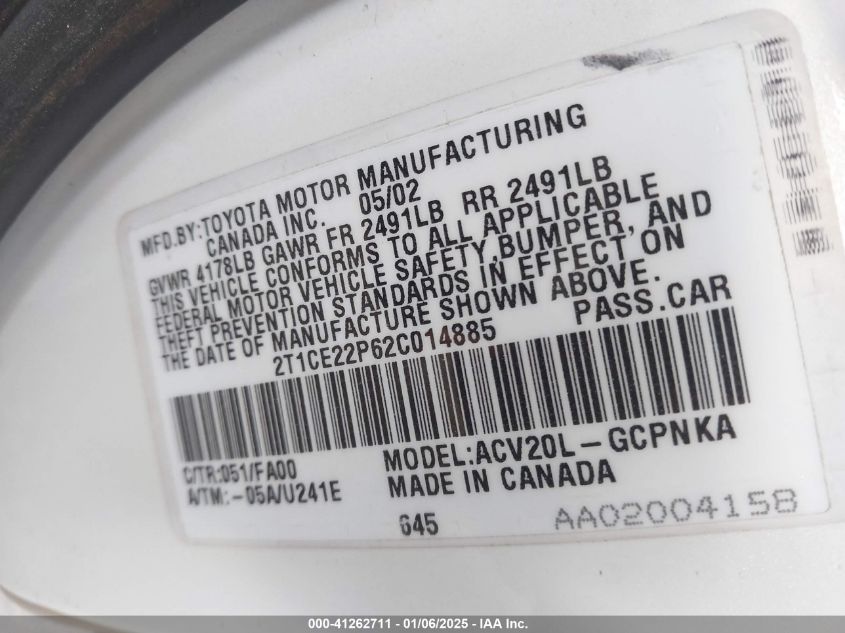 MFD.BY:TOYOTA MOTOR MANUFACTURING
CANADA INC. 05/02
GVWR 4178LB GAWR FR 2491LB RR 2491LB
THIS VEHICLE CONFORMS TO ALL APPLICABLE
FEDERAL MOTOR VEHICLE SAFETY,BUMPER, AND
THEFT PREVENTION STANDARDS IN EFFECT ON
THE DATE OF MANUFACTURE SHOWN ABOVE.
2T1CE22P62C014885 PASS.CAR
C/TR:051/FA00 MODEL:ACV20L-GCPNKA
A/TM:-05A/U241E MADE IN CANADA
645 AA02004158
000-41262711 - 01/06/2025 - IAA Inc.